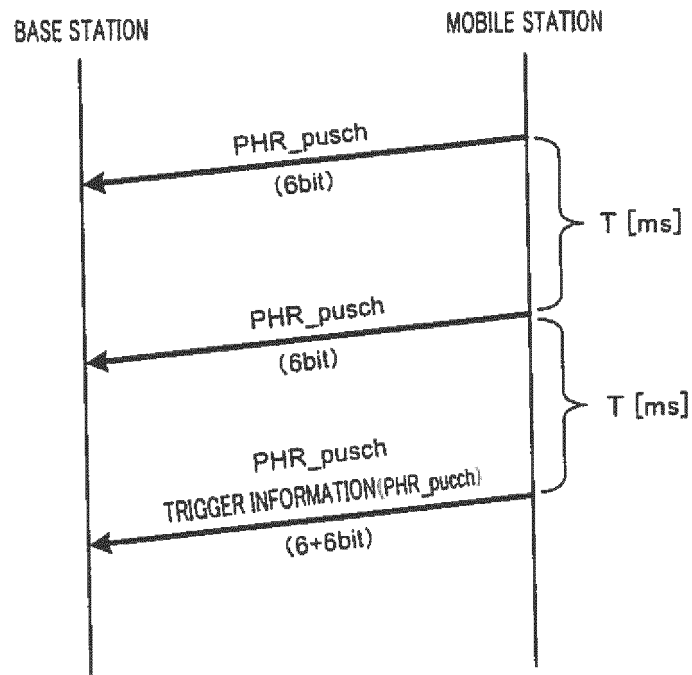 BASE STATION
MOBILE STATION
PHR_pusch
(6bit)
T [ms]
PHR_pusch
(6bit)
T [ms]
PHR_pusch
TRIGGER INFORMATION(PHR_pucch)
(6+6bit)